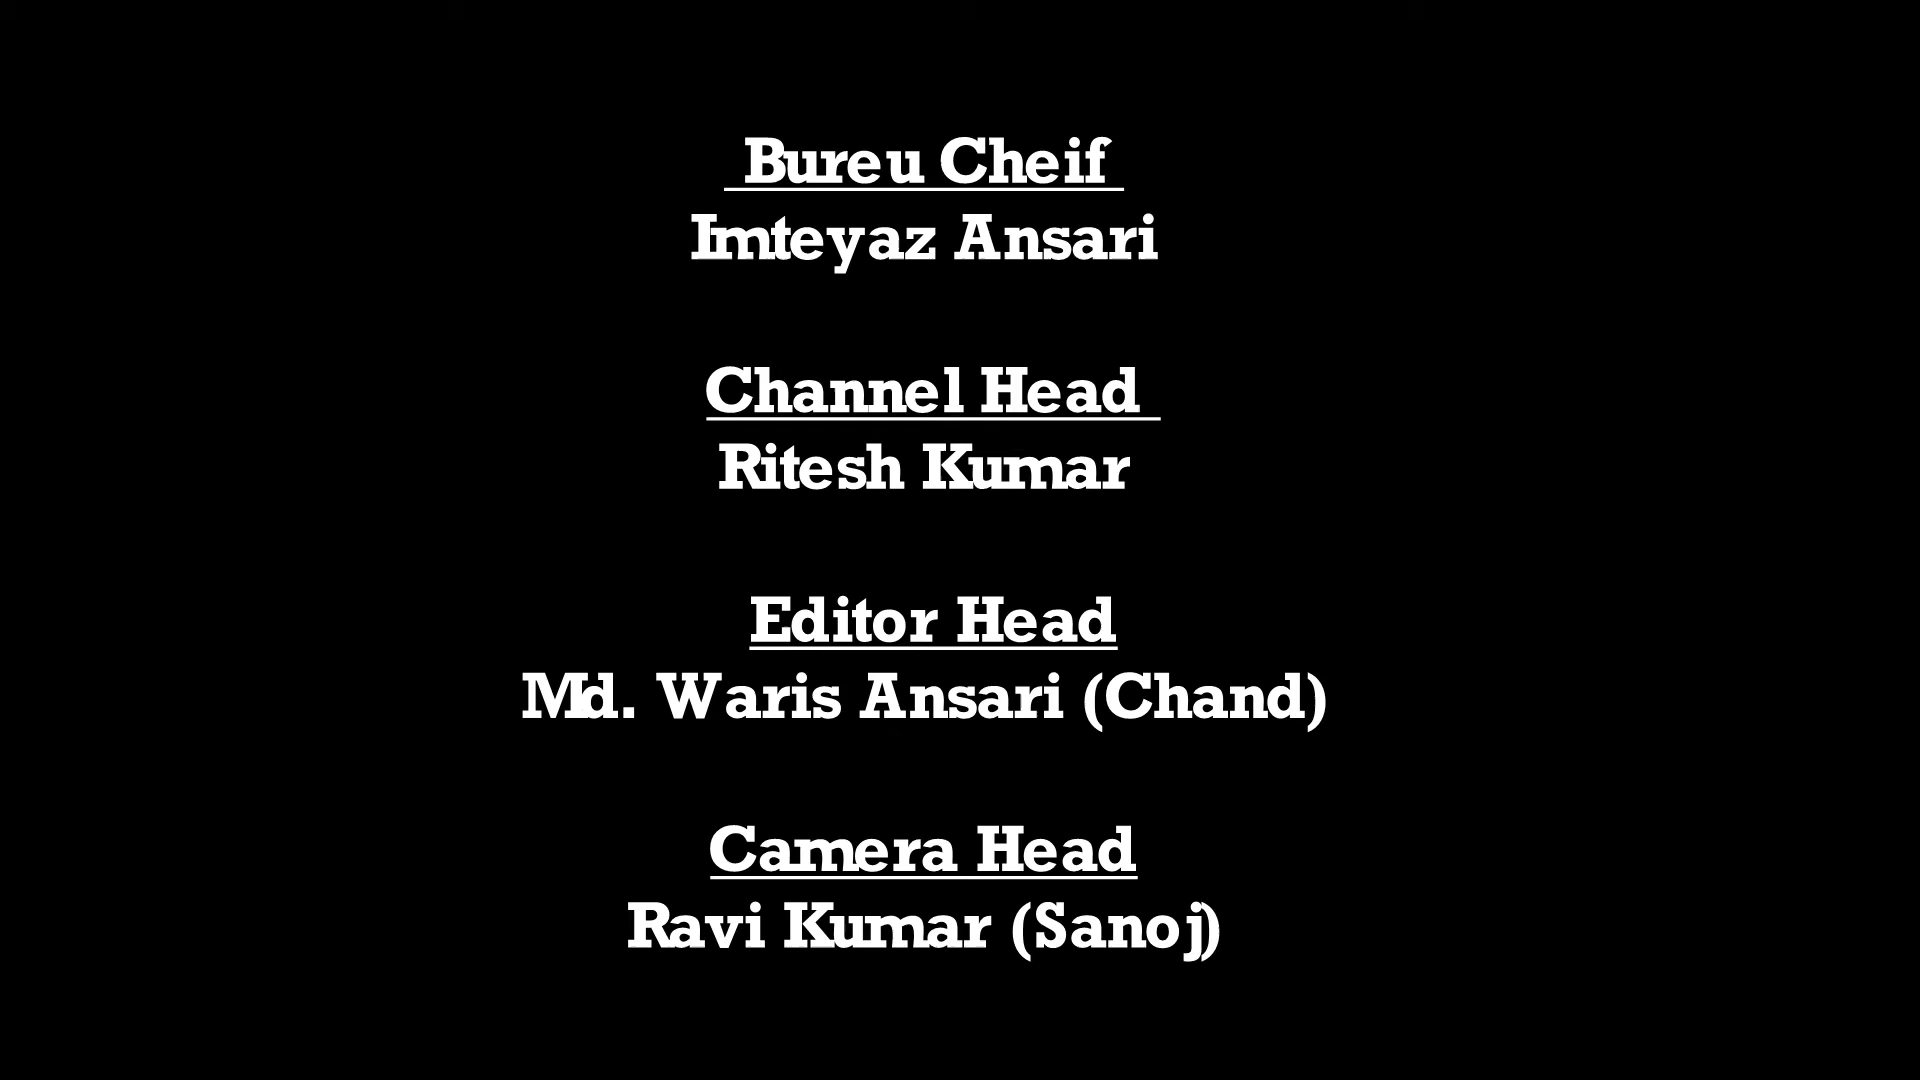 Bureu Cheif
Imteyaz Ansari
Channel Head
Ritesh Kumar
Editor Head
Md. Waris Ansari (Chand)
Camera Head
Ravi Kumar (Sanoj)